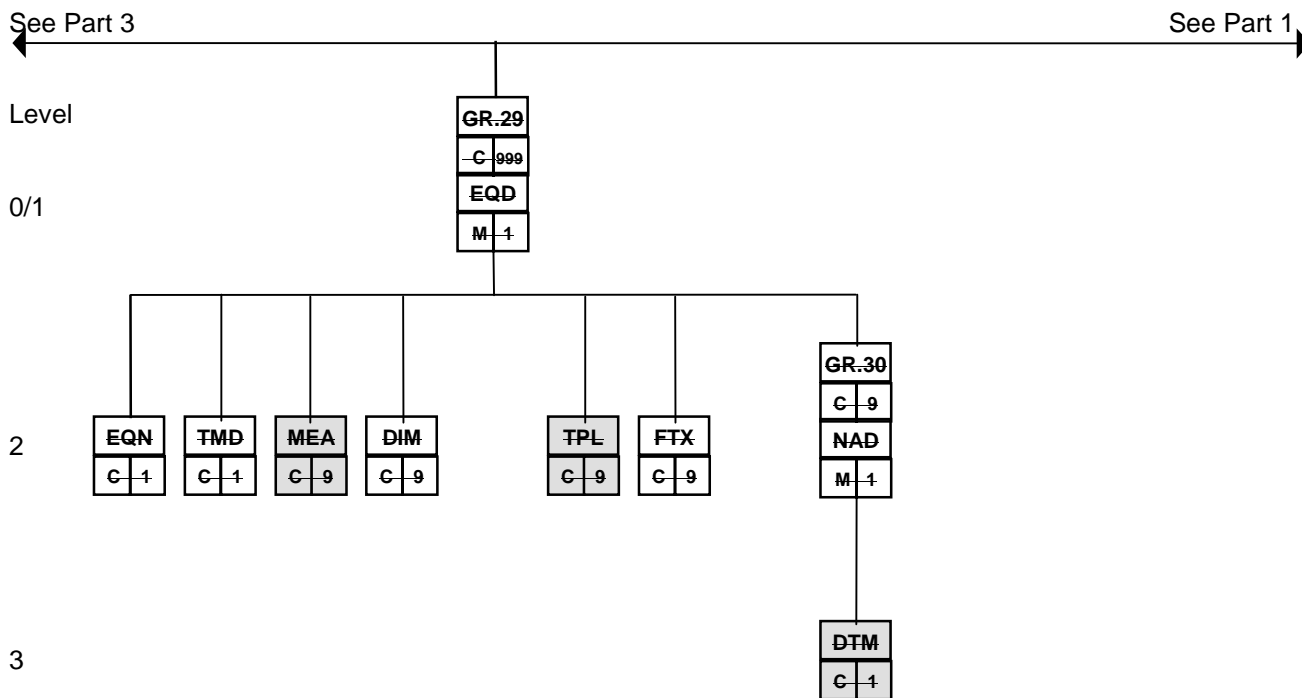 See Part 3 See Part 1
Level
GR.29
C 999
0/1
EQD
M 1
GR.30
C 9
2
EQN TMD MEA DIM TPL FTX NAD
C 1 C 1 C 9 C 9 C 9 C 9 M 1
3
DTM
C 1